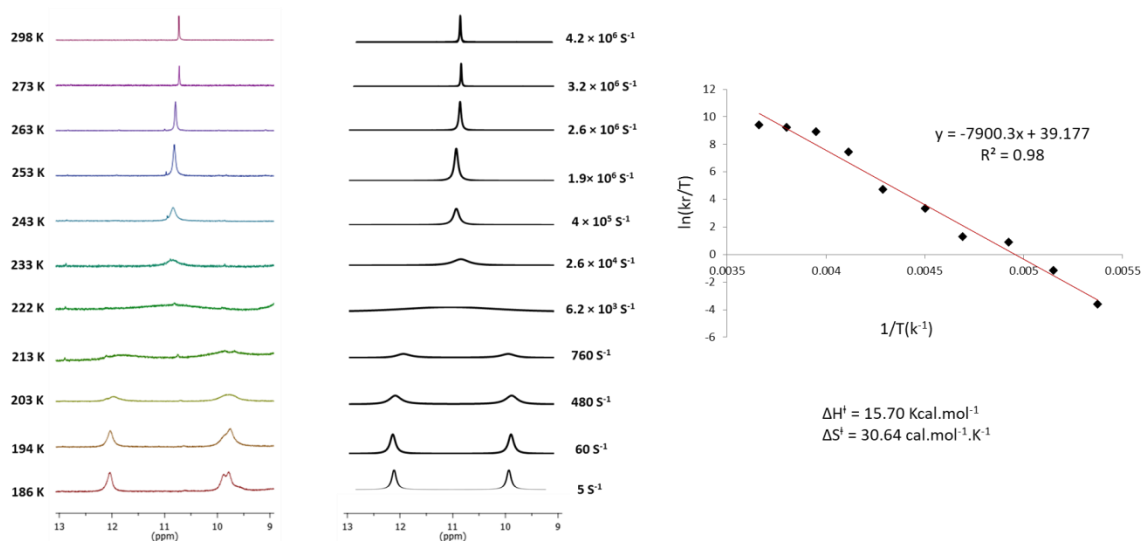 298 K
273 K
263 K
253 K
243 K
233 K
222 K
213 K
203 K
194 K
186 K
13 12 11 10 9
(ppm)
4.2 × 10⁶ S⁻¹
3.2 × 10⁶ S⁻¹
2.6 × 10⁶ S⁻¹
1.9× 10⁶ S⁻¹
4× 10⁵ S⁻¹
2.6× 10⁴ S⁻¹
6.2× 10³ S⁻¹
760 S⁻¹
480 S⁻¹
60 S⁻¹
5 S⁻¹
13 12 11 10 9
(ppm)
12
10
8
6
4
2
0
-2
-4
-6
ln(kr/T)
y = -7900.3x + 39.177
R² = 0.98
0.0035 0.004 0.0045 0.005 0.0055
1/T(k⁻¹)
ΔH‡ = 15.70 Kcal.mol⁻¹
ΔS‡ = 30.64 cal.mol⁻¹.K⁻¹